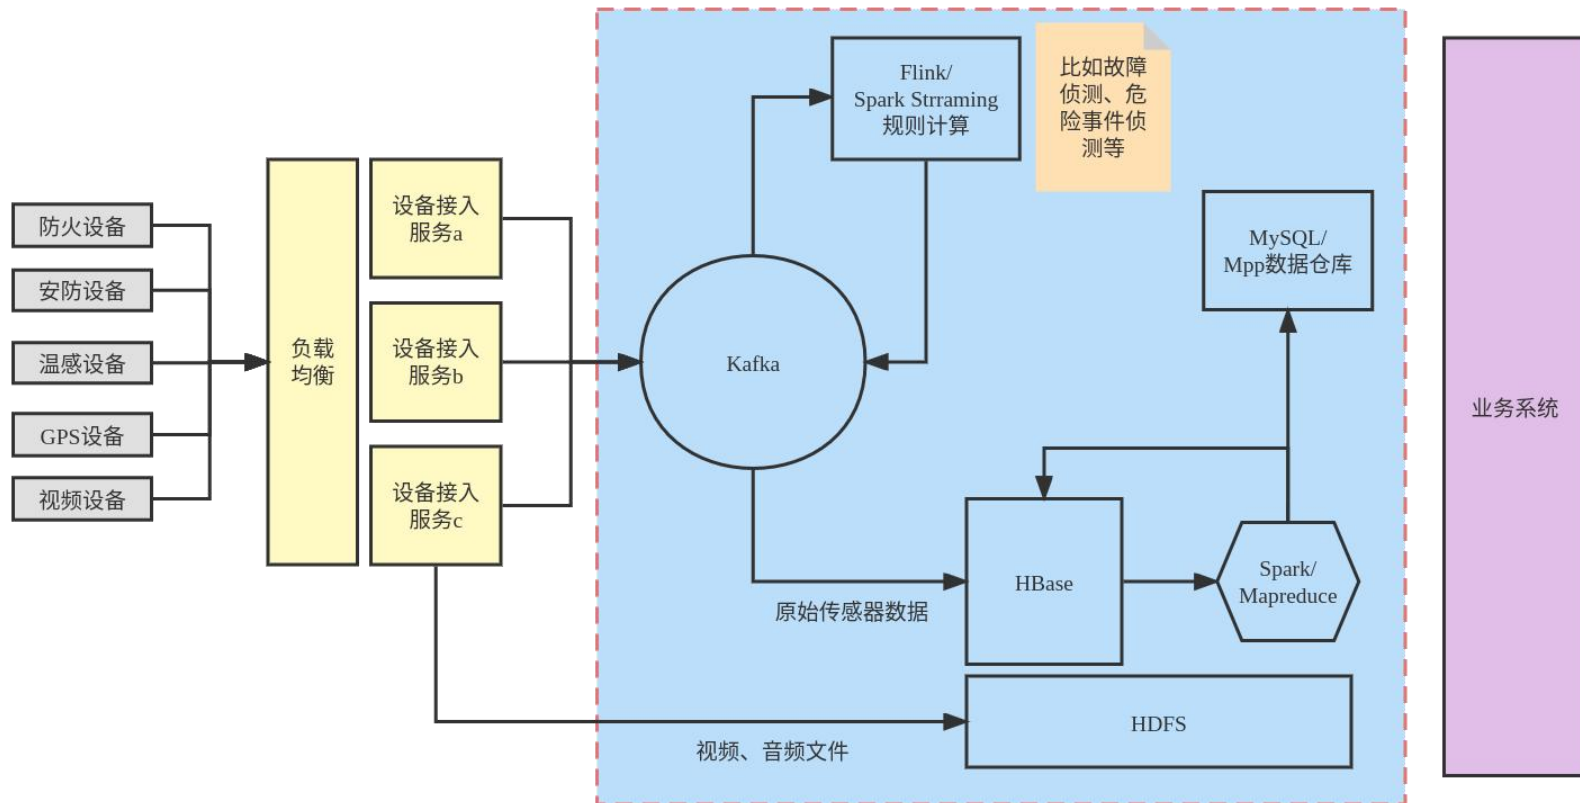 防火设备
安防设备
温感设备
GPS设备
视频设备
负载
均衡
设备接入
服务a
设备接入
服务b
设备接入
服务c
Kafka
Flink/
Spark Strraming
规则计算
比如故障
侦测、危
险事件侦
测等
MySQL/
Mpp数据仓库
HBase
Spark/
Mapreduce
原始传感器数据
HDFS
视频、音频文件
业务系统